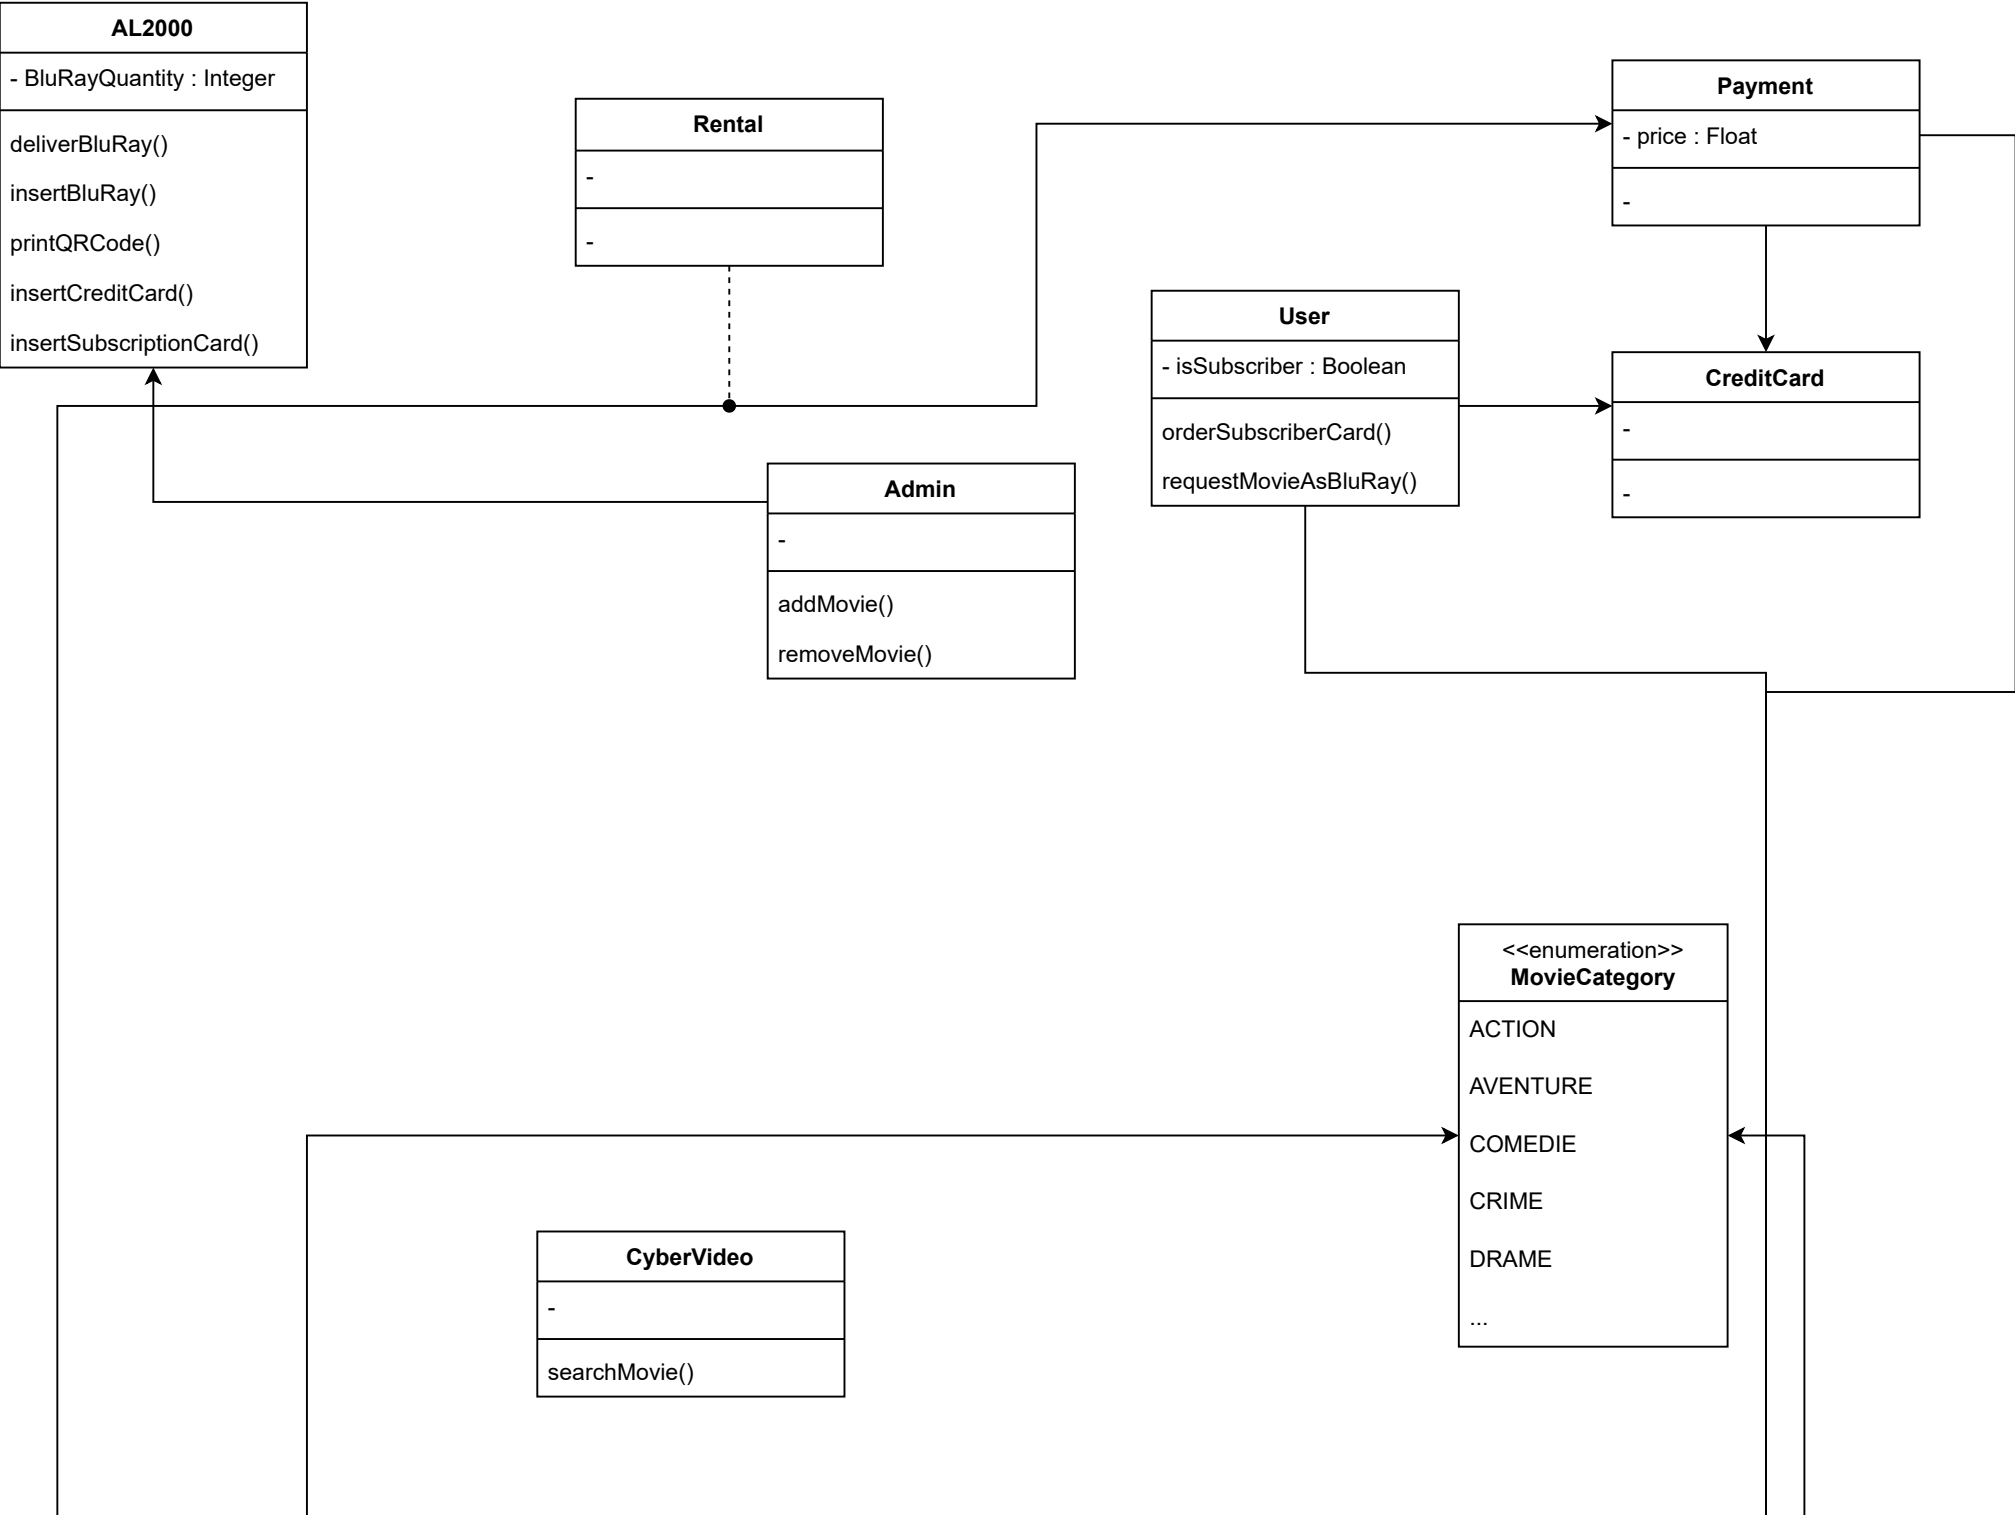 AL2000
- BluRayQuantity : Integer
deliverBluRay()
insertBluRay()
printQRCode()
insertCreditCard()
insertSubscriptionCard()
Rental
-
-
Payment
- price : Float
-
User
- isSubscriber : Boolean
orderSubscriberCard()
requestMovieAsBluRay()
CreditCard
-
-
Admin
-
addMovie()
removeMovie()
<<enumeration>>
MovieCategory
ACTION
AVENTURE
COMEDIE
CRIME
DRAME
...
CyberVideo
-
searchMovie()